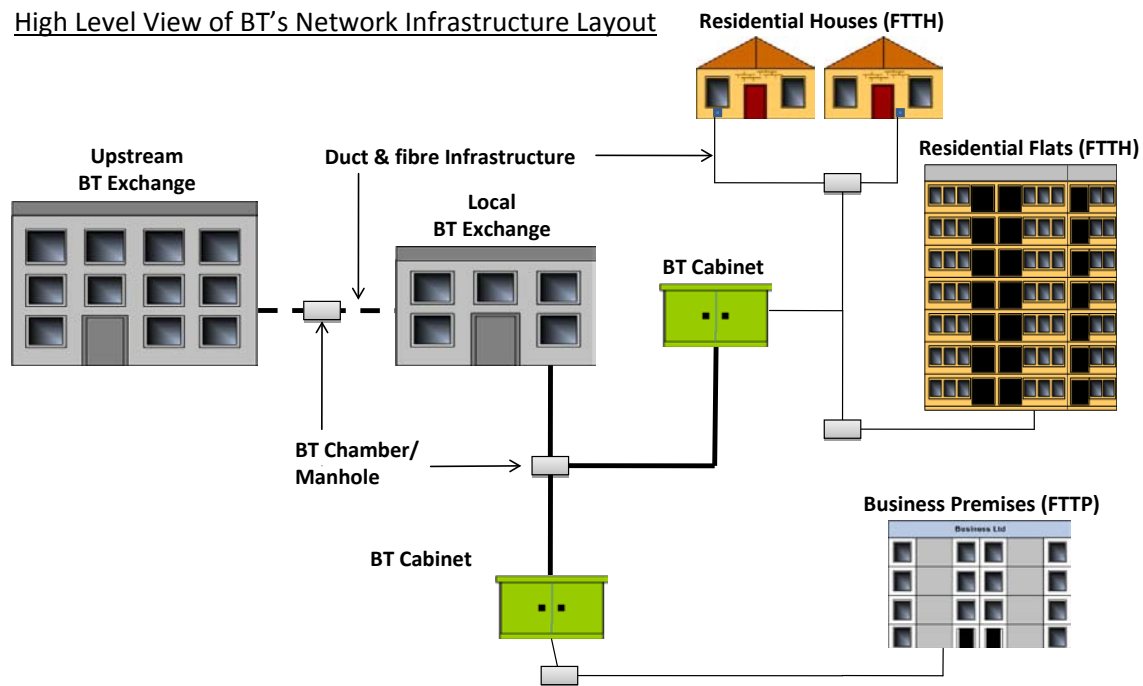 High Level View of BT’s Network Infrastructure Layout
Residential Houses (FTTH)
Upstream
BT Exchange
Duct & fibre Infrastructure
Residential Flats (FTTH)
Local
BT Exchange
BT Cabinet
BT Chamber/
Manhole
Business Premises (FTTP)
Business Ltd
BT Cabinet